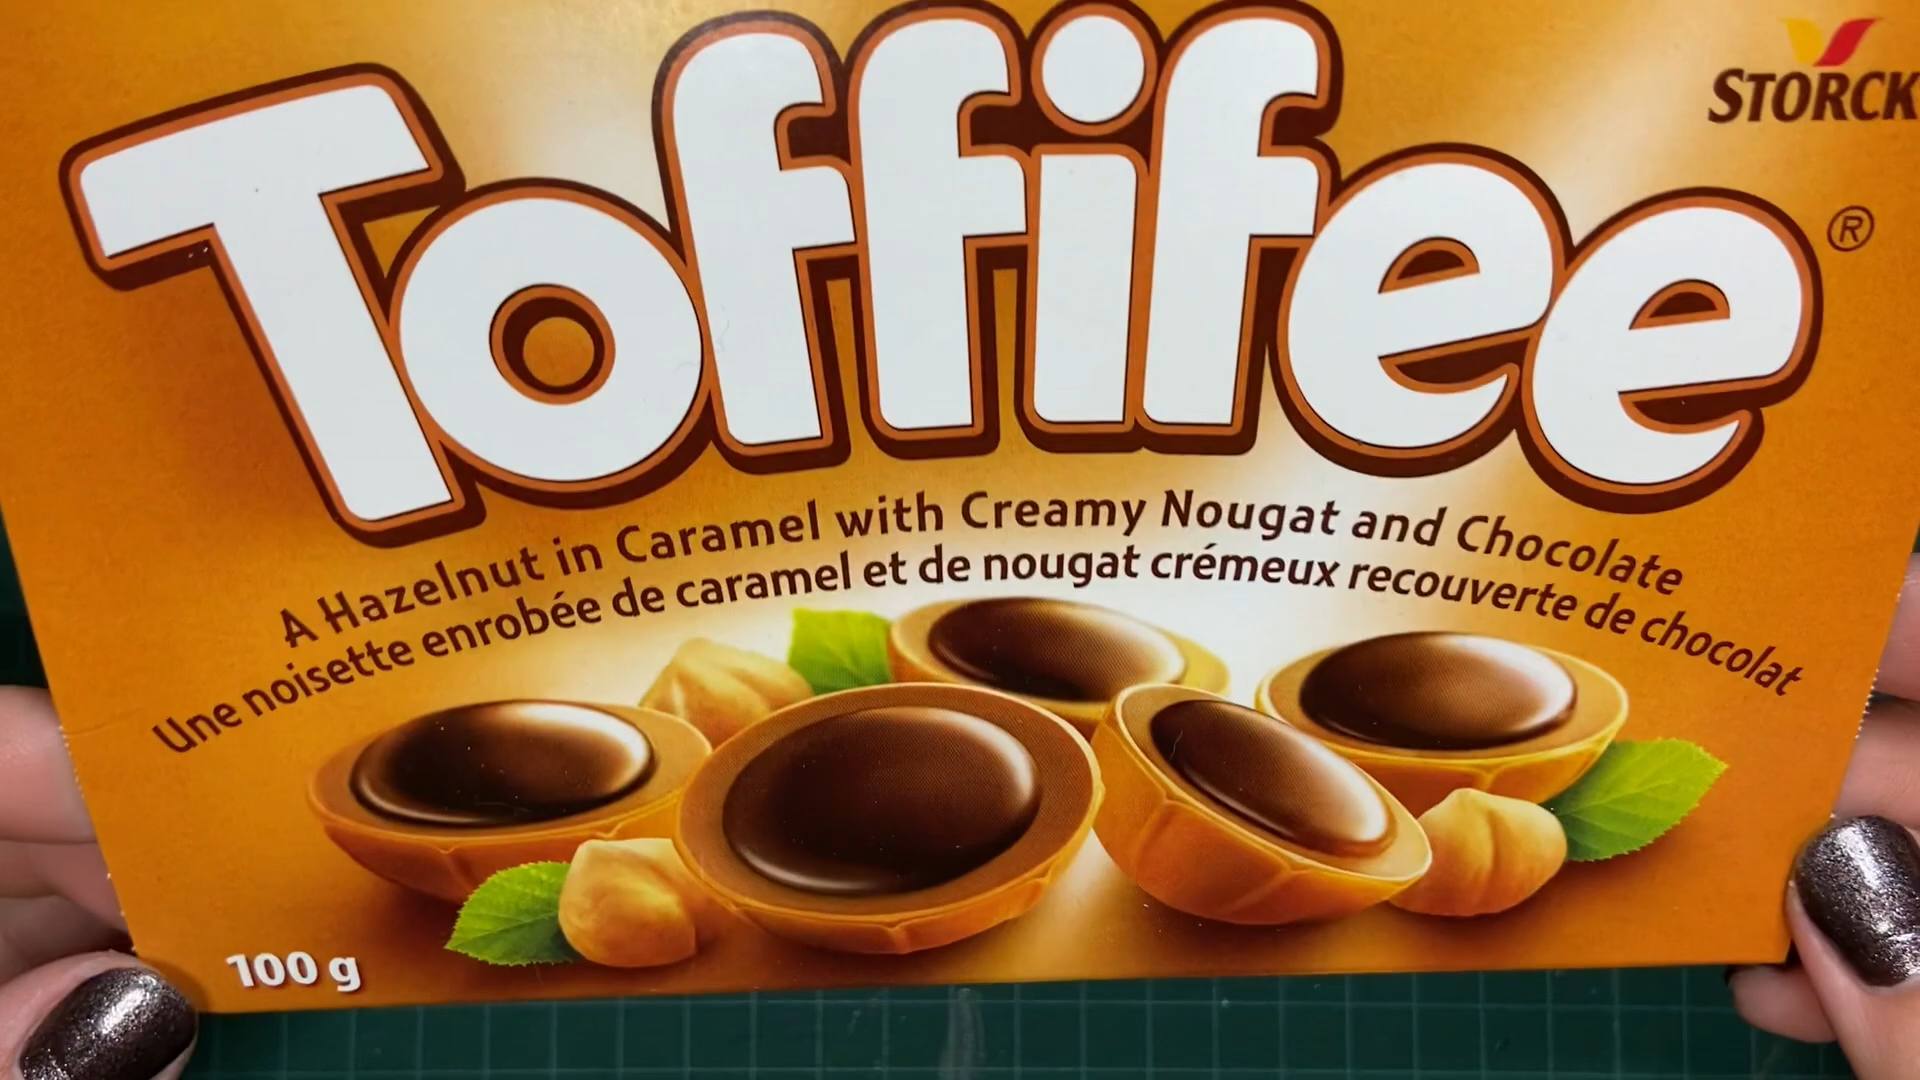 STORCK
Toffifee®
A Hazelnut in Caramel with Creamy Nougat and Chocolate
Une noisette enrobée de caramel et de nougat crémeux recouverte de chocolat
100 g